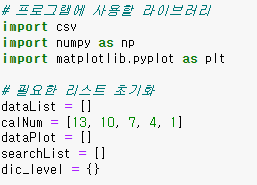 # 프로그램에 사용할 라이브러리
import csv
import numpy as np
import matplotlib.pyplot as plt
# 필요한 리스트 초기화
dataList = []
calNum = [13, 10, 7, 4, 1]
dataPlot = []
searchList = []
dic_level = {}